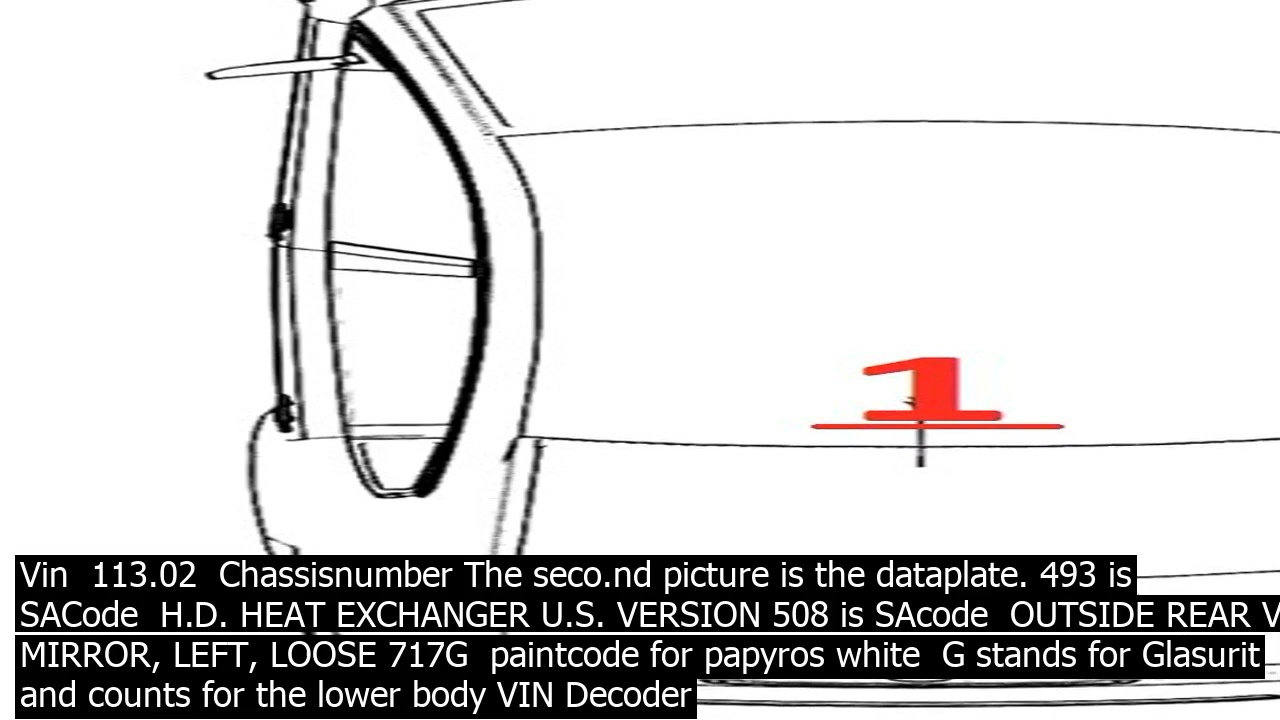 1
Vin 113.02 Chassisnumber The seco.nd picture is the dataplate. 493 is
SACode H.D. HEAT EXCHANGER U.S. VERSION 508 is SAcode OUTSIDE REAR V
MIRROR, LEFT, LOOSE 717G paintcode for papyros white G stands for Glasurit
and counts for the lower body VIN Decoder